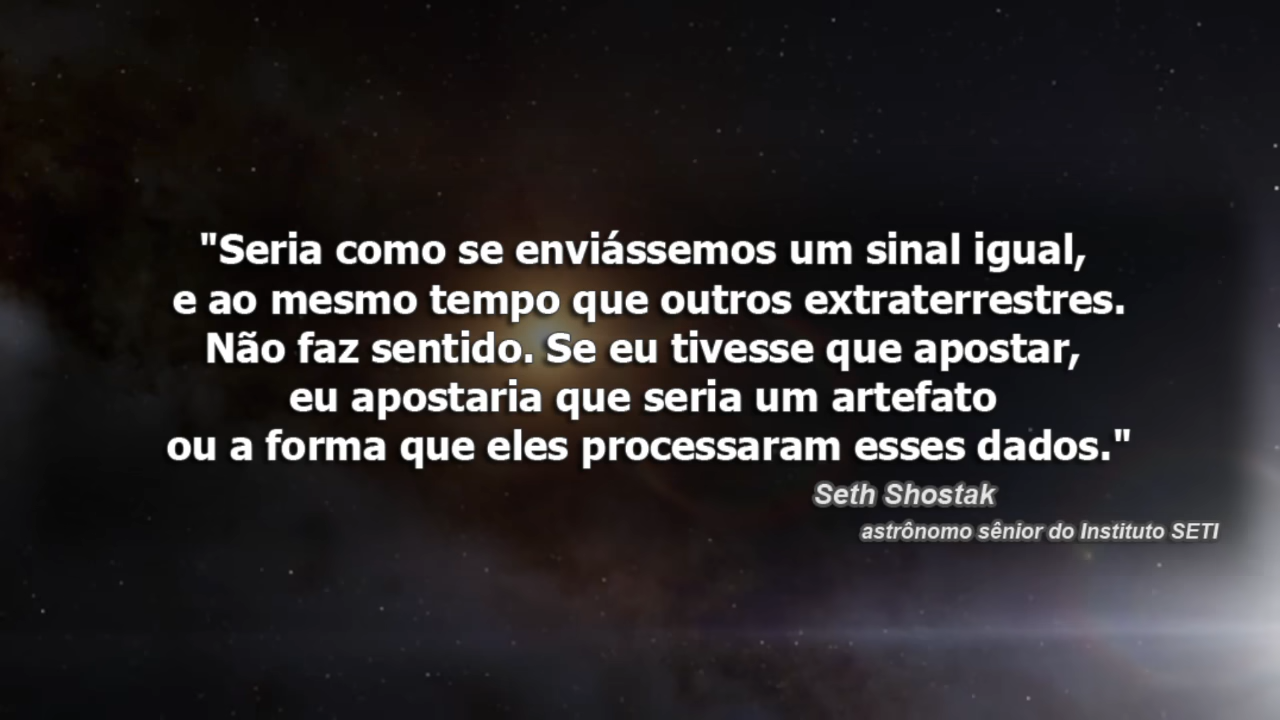 "Seria como se enviássemos um sinal igual,
e ao mesmo tempo que outros extraterrestres.
Não faz sentido. Se eu tivesse que apostar,
eu apostaria que seria um artefato
ou a forma que eles processaram esses dados."
Seth Shostak
astrônomo sênior do Instituto SETI